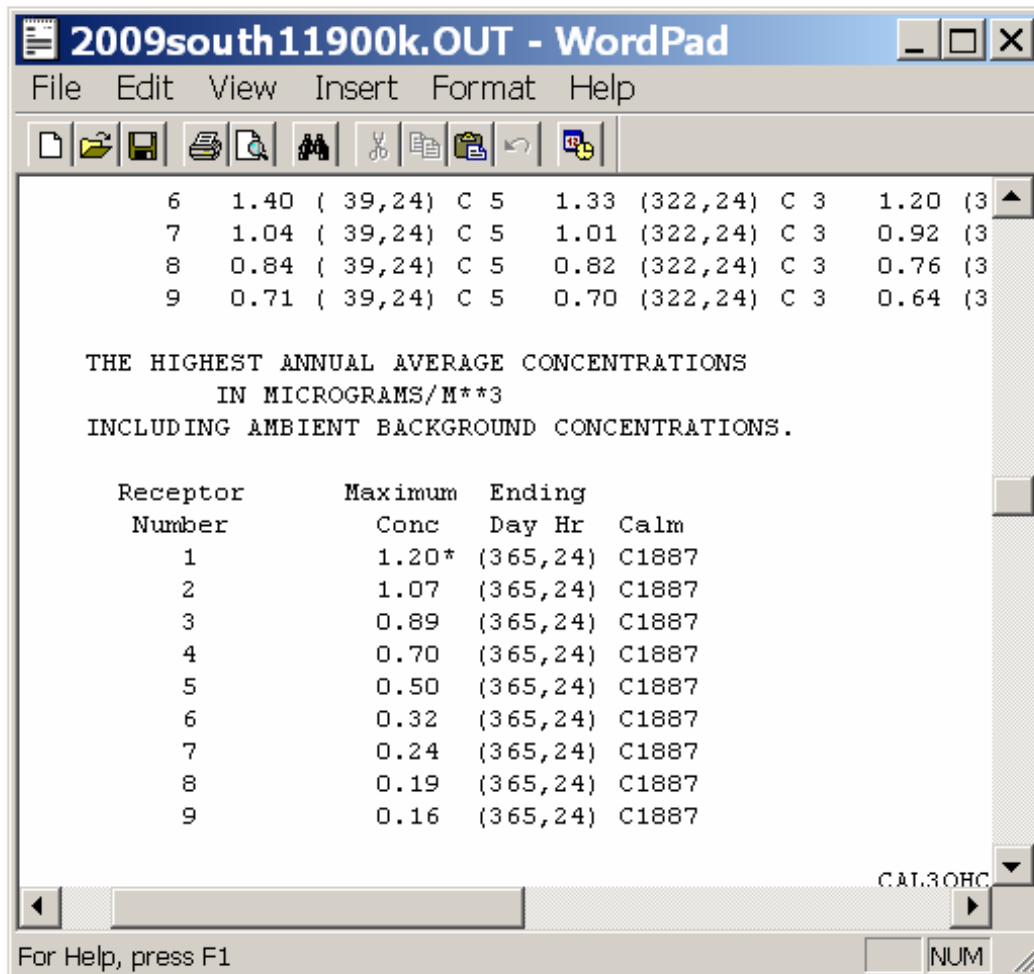 2009south11900k.OUT - WordPad
File Edit View Insert Format Help
6 1.40 ( 39,24) C 5 1.33 (322,24) C 3 1.20 (3
7 1.04 ( 39,24) C 5 1.01 (322,24) C 3 0.92 (3
8 0.84 ( 39,24) C 5 0.82 (322,24) C 3 0.76 (3
9 0.71 ( 39,24) C 5 0.70 (322,24) C 3 0.64 (3
THE HIGHEST ANNUAL AVERAGE CONCENTRATIONS
IN MICROGRAMS/M**3
INCLUDING AMBIENT BACKGROUND CONCENTRATIONS.
Receptor Maximum Ending
Number Conc Day Hr Calm
1 1.20* (365,24) C1887
2 1.07 (365,24) C1887
3 0.89 (365,24) C1887
4 0.70 (365,24) C1887
5 0.50 (365,24) C1887
6 0.32 (365,24) C1887
7 0.24 (365,24) C1887
8 0.19 (365,24) C1887
9 0.16 (365,24) C1887
CAL3QHC
For Help, press F1 NUM